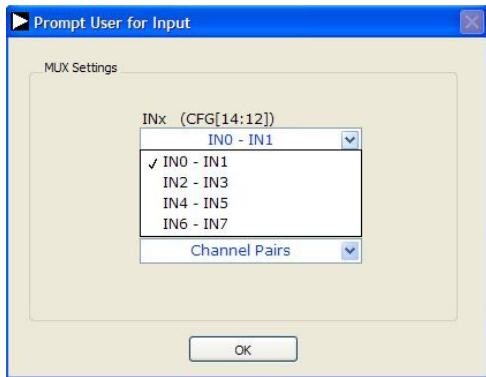 Prompt User for Input
MUX Settings
INx (CFG[14:12])
IN0 - IN1
IN0 - IN1
IN2 - IN3
IN4 - IN5
IN6 - IN7
Channel Pairs
OK